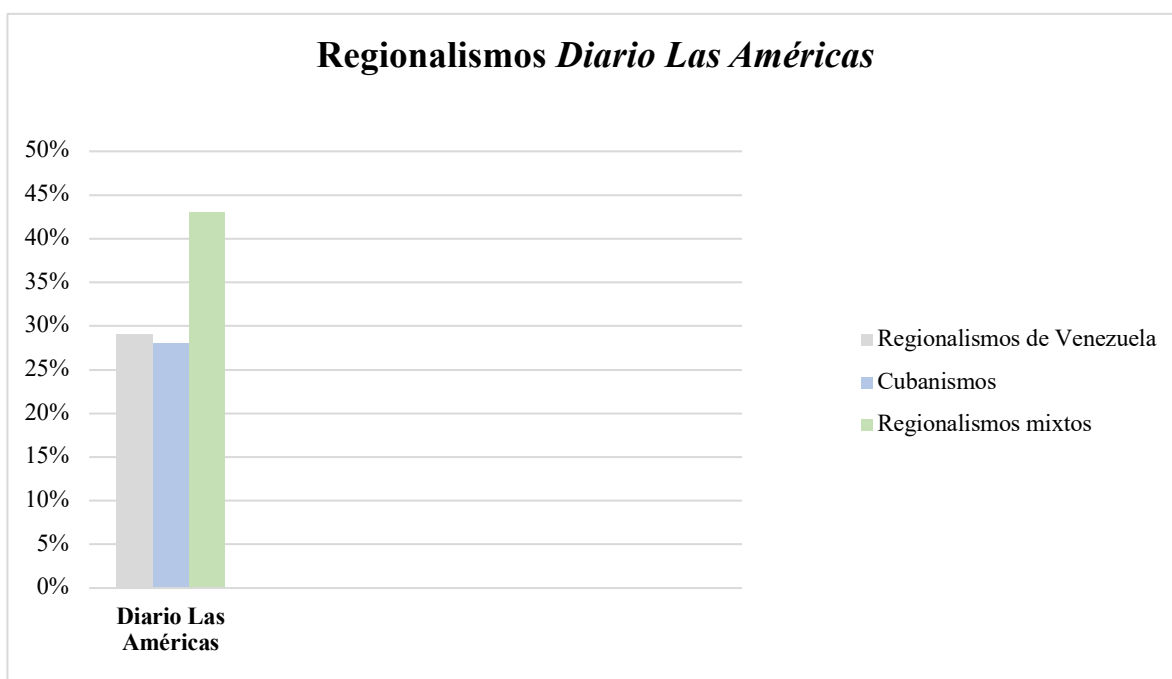 Regionalismos Diario Las Américas
50%
45%
40%
35%
30%
25%
20%
15%
10%
5%
0%
Diario Las
Américas
Regionalismos de Venezuela
Cubanismos
Regionalismos mixtos